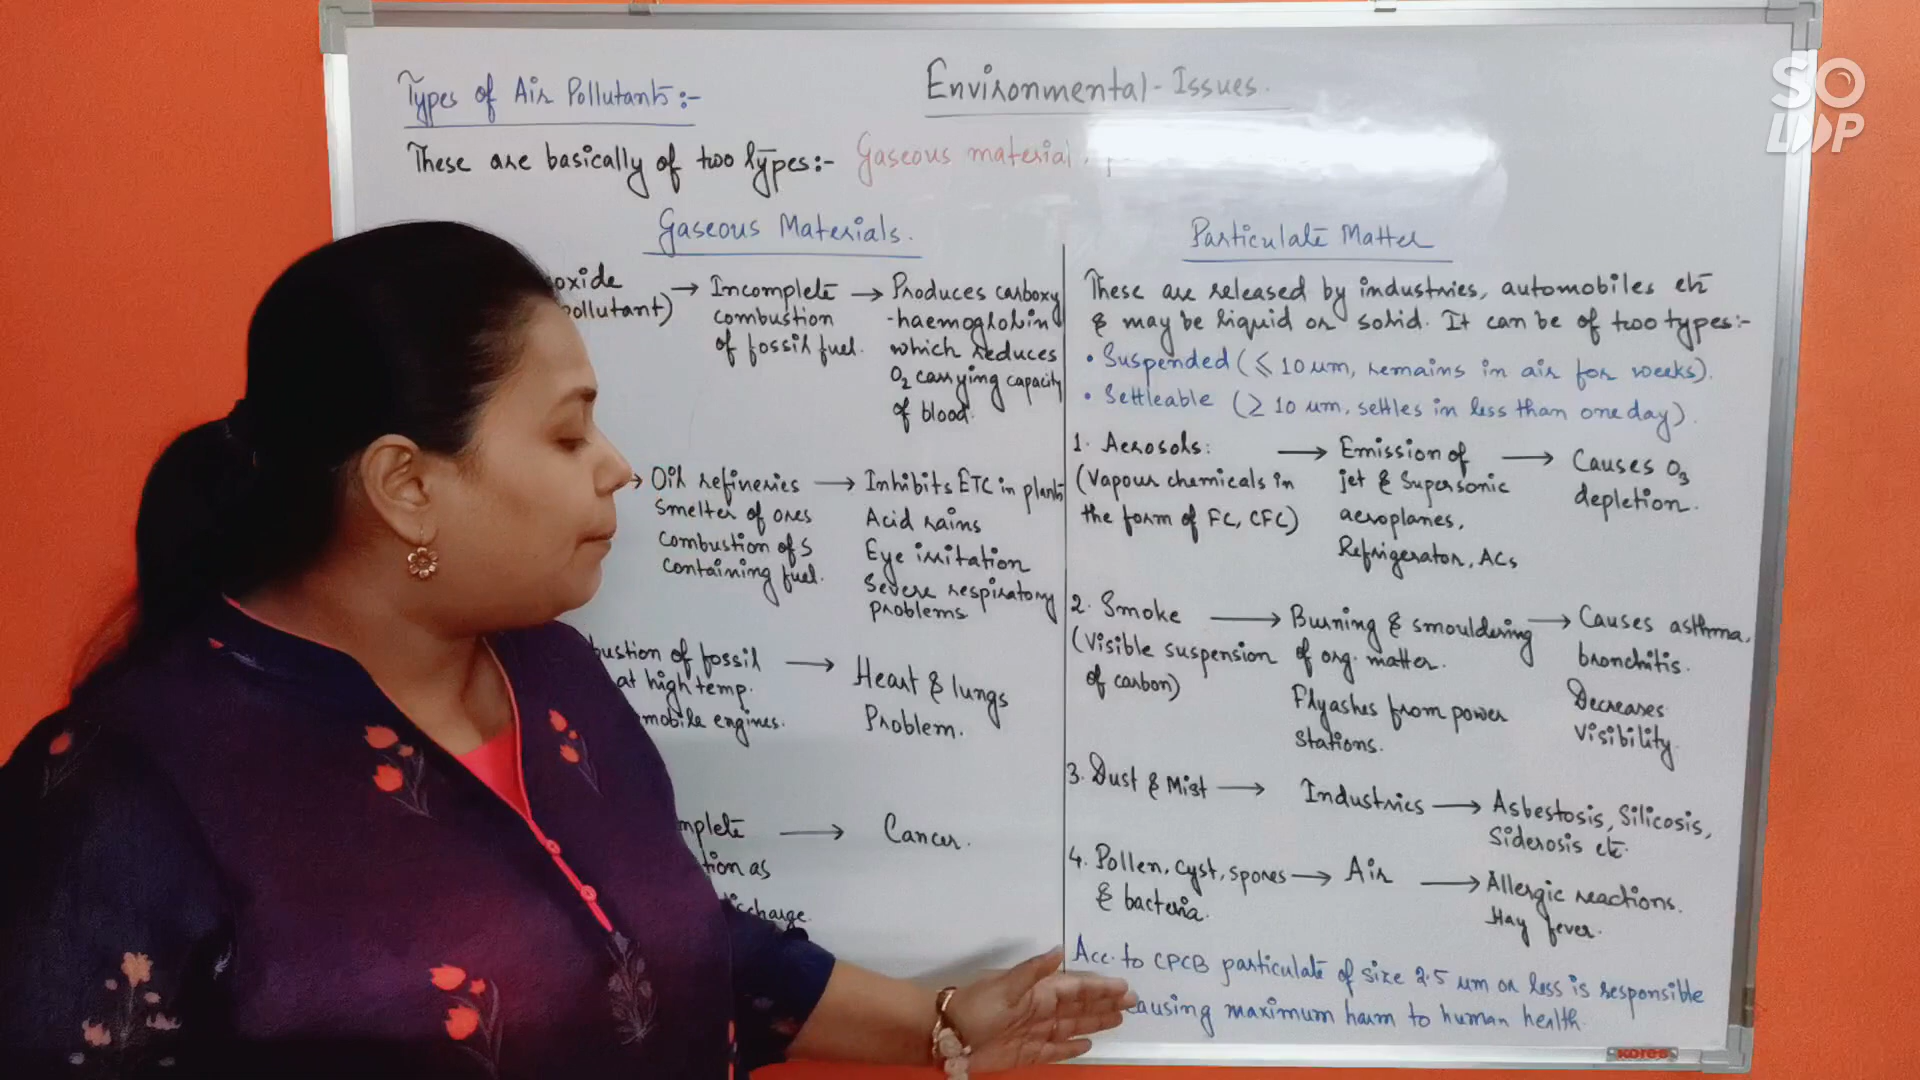 Types of Air Pollutants:-
Environmental - Issues.
These are basically of two types:- Gaseous material,
Gaseous Materials.
oxide → Incomplete → Produces carboxy
pollutant) combustion -haemoglobin
of fossil fuel. which reduces
O2 carrying capacity
of blood.
→ Oil refineries → Inhibits ETC in plants
Smelter of ores Acid rains
Combustion of S Eye irritation
containing fuel. Severe respiratory
problems
bustion of fossil → Heart & lungs
at high temp. Problem.
mobile engines.
mplete → Cancer.
tion as
discharge.
Particulate Matter
These are released by industries, automobiles etc
& may be liquid or solid. It can be of two types:-
• Suspended (≤ 10 um, remains in air for weeks).
• Settleable (≥ 10 um, settles in less than one day).
1. Aerosols: → Emission of → Causes O3
(Vapour chemicals in jet & Supersonic depletion.
the form of FC, CFC) aeroplanes,
Refrigerator, ACs
2. Smoke → Burning & smouldering → Causes asthma,
(Visible suspension of org. matter. bronchitis.
of carbon) Flyashes from power Decreases
Stations. Visibility.
3. Dust & Mist → Industries → Asbestosis, Silicosis,
Siderosis etc.
4. Pollen, cyst, spores → Air → Allergic reactions.
& bacteria. Hay fever.
Acc. to CPCB particulate of size 2.5 um or less is responsible
causing maximum harm to human health.
kores
SO
LOOP